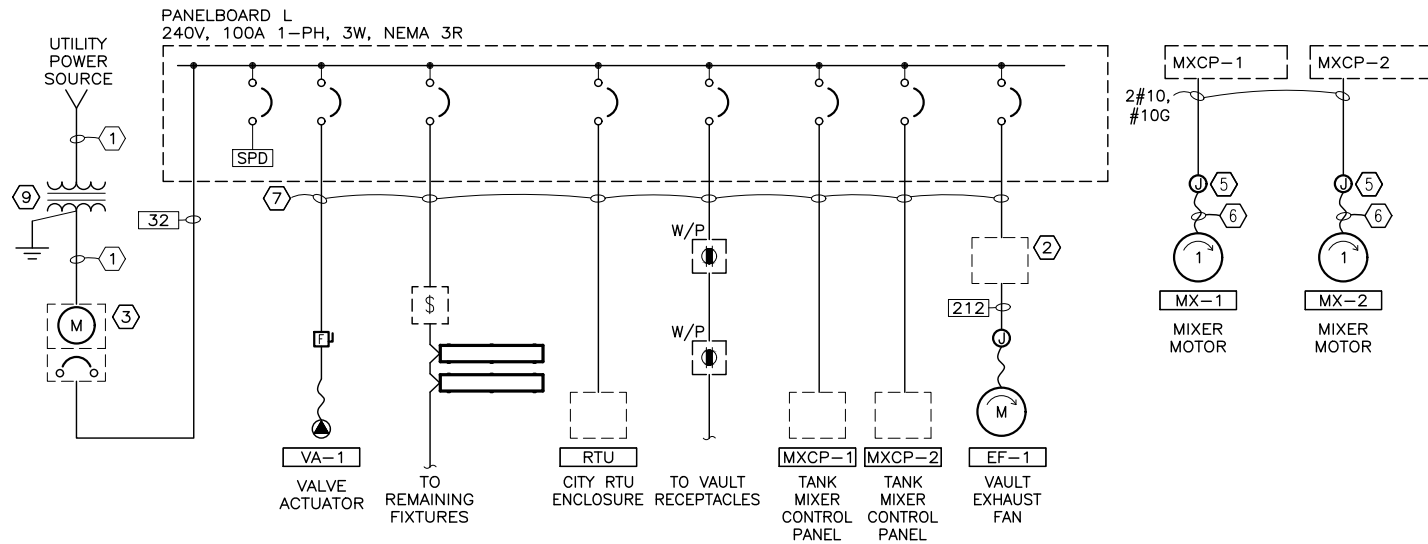 PANELBOARD L
240V, 100A 1-PH, 3W, NEMA 3R
UTILITY
POWER
SOURCE
1
9
1
3
M
32
SPD
7
F
VA-1
VALVE
ACTUATOR
$
TO
REMAINING
FIXTURES
RTU
CITY RTU
ENCLOSURE
W/P
W/P
TO VAULT
RECEPTACLES
MXCP-1
TANK
MIXER
CONTROL
PANEL
MXCP-2
TANK
MIXER
CONTROL
PANEL
2
212
J
M
EF-1
VAULT
EXHAUST
FAN
MXCP-1
MXCP-2
2#10,
#10G
J
5
6
1
MX-1
MIXER
MOTOR
J
5
6
1
MX-2
MIXER
MOTOR